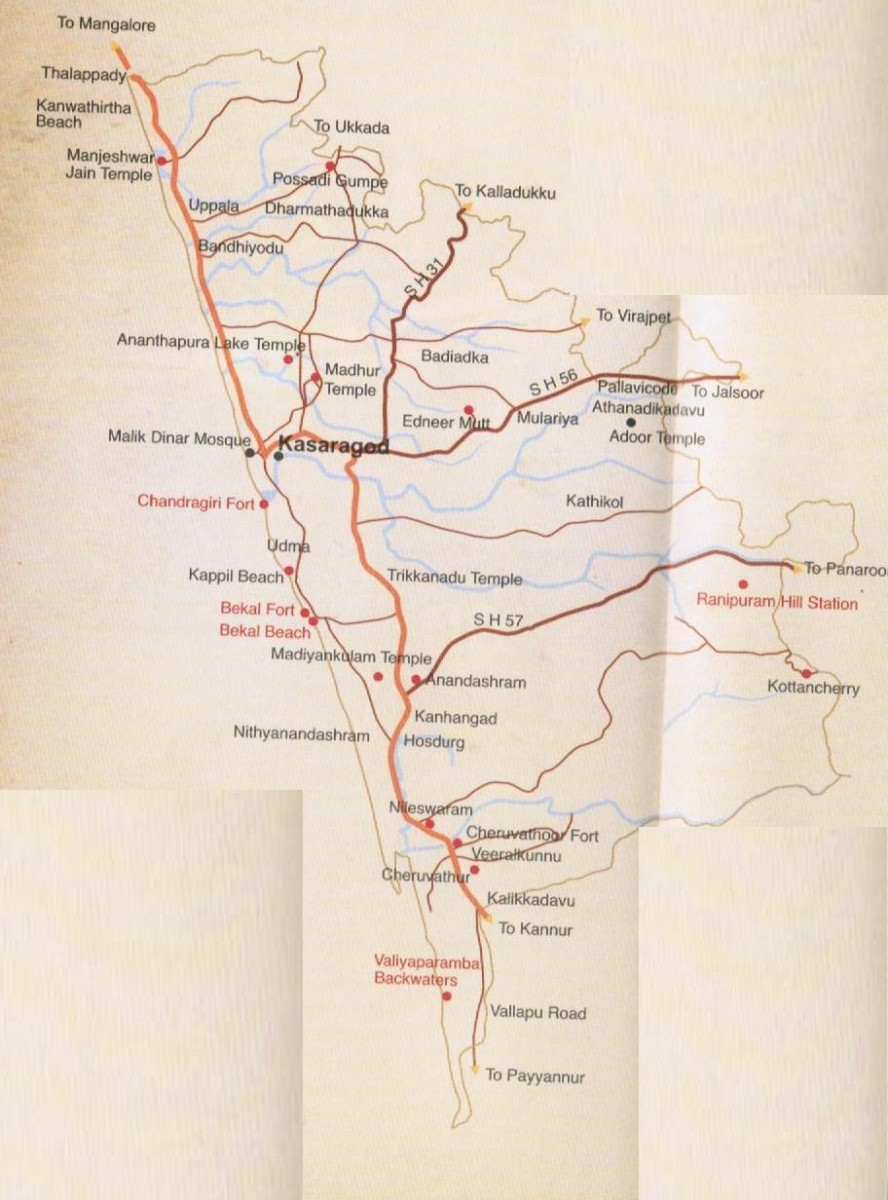 To Mangalore
Thalappady
Kanwathirtha
Beach
To Ukkada
Manjeshwar
Jain Temple
Possadi Gumpe
To Kalladukku
Uppala
Dharmathadukka
Bandhiyodu
S H 31
To Virajpet
Ananthapura Lake Temple
Badiadka
Madhur
Temple
S H 56
Pallavicode
To Jalsoor
Athanadikadavu
Edneer Mutt
Mulariya
Adoor Temple
Malik Dinar Mosque
Kasaragod
Chandragiri Fort
Kathikol
Udma
Kappil Beach
Trikkanadu Temple
To Panaroo
Ranipuram Hill Station
Bekal Fort
Bekal Beach
S H 57
Madiyankulam Temple
Anandashram
Kottancherry
Kanhangad
Nithyanandashram
Hosdurg
Nileswaram
Cheruvathoor Fort
Veeralkunnu
Cheruvathur
Kalikkadavu
To Kannur
Valiyaparamba
Backwaters
Vallapu Road
To Payyannur